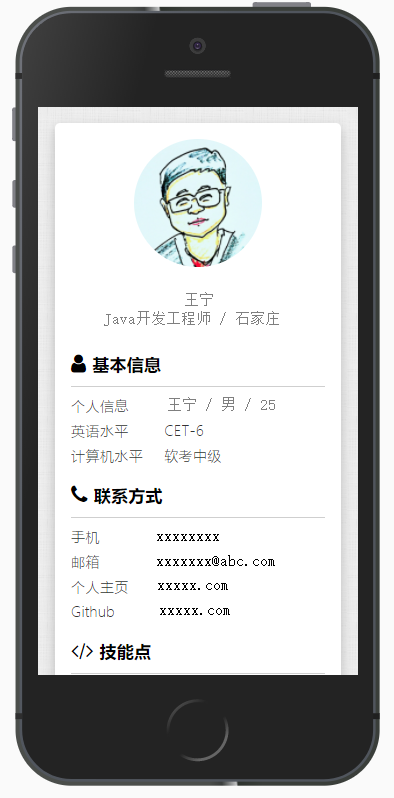 王宁
Java开发工程师 / 石家庄
基本信息
个人信息 王宁 / 男 / 25
英语水平 CET-6
计算机水平 软考中级
联系方式
手机 xxxxxxxx
邮箱 xxxxxxx@abc.com
个人主页 xxxxx.com
Github xxxxx.com
</> 技能点